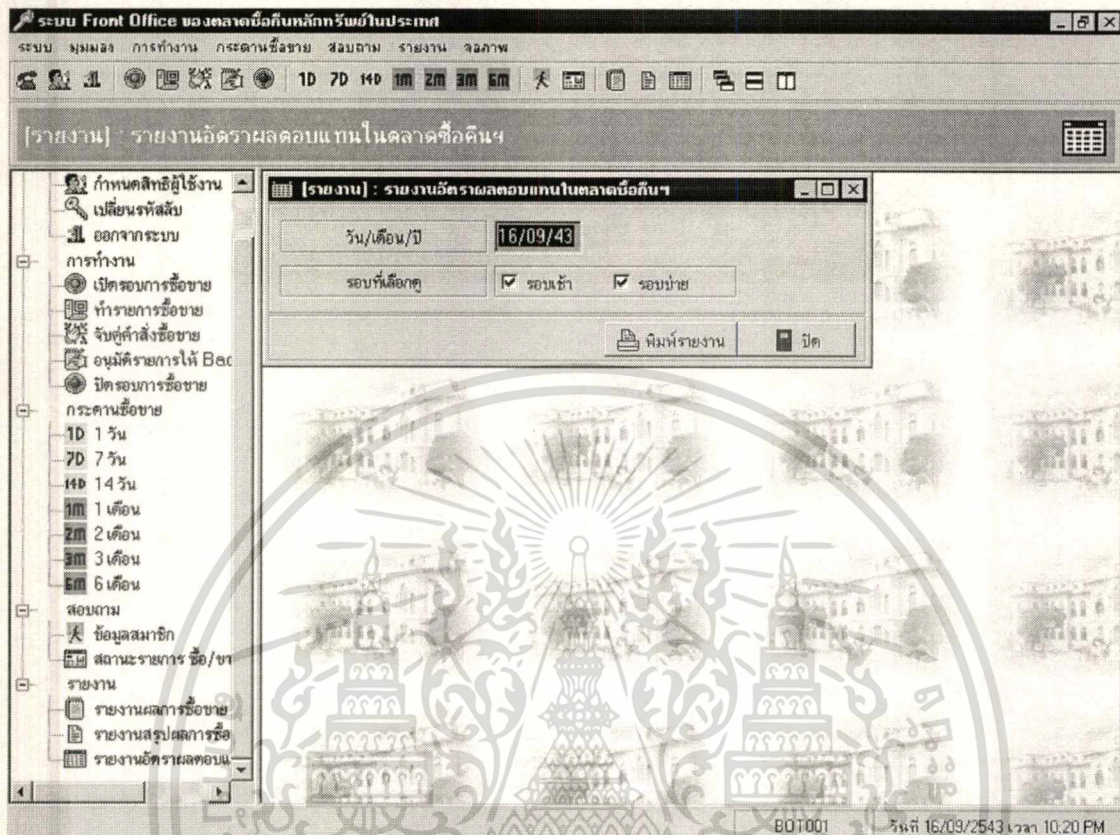 ระบบ Front Office ของตลาดซื้อคืนหลักทรัพย์ในประเทศ
ระบบ มุมมอง การทำงาน กระดานซื้อขาย สอบถาม รายงาน จอภาพ
1D 7D 14D 1m 2m 3m 6m
[รายงาน] : รายงานอัตราผลตอบแทนในตลาดซื้อคืนฯ
กำหนดสิทธิผู้ใช้งาน
เปลี่ยนรหัสลับ
ออกจากระบบ
การทำงาน
เปิดรอบการซื้อขาย
ทำรายการซื้อขาย
จับคู่คำสั่งซื้อขาย
อนุมัติรายการให้ Bac
ปิดรอบการซื้อขาย
กระดานซื้อขาย
1D 1 วัน
7D 7 วัน
14D 14 วัน
1m 1 เดือน
2m 2 เดือน
3m 3 เดือน
6m 6 เดือน
สอบถาม
ข้อมูลสมาชิก
สถานะรายการ ซื้อ/ขา
รายงาน
รายงานผลการซื้อขาย
รายงานสรุปผลการซื้อ
รายงานอัตราผลตอบแ
[รายงาน] : รายงานอัตราผลตอบแทนในตลาดซื้อคืนฯ
วัน/เดือน/ปี 16/09/43
รอบที่เลือกดู รอบเช้า รอบบ่าย
พิมพ์รายงาน ปิด
BOT001 วันที่ 16/09/2543 เวลา 10:20 PM